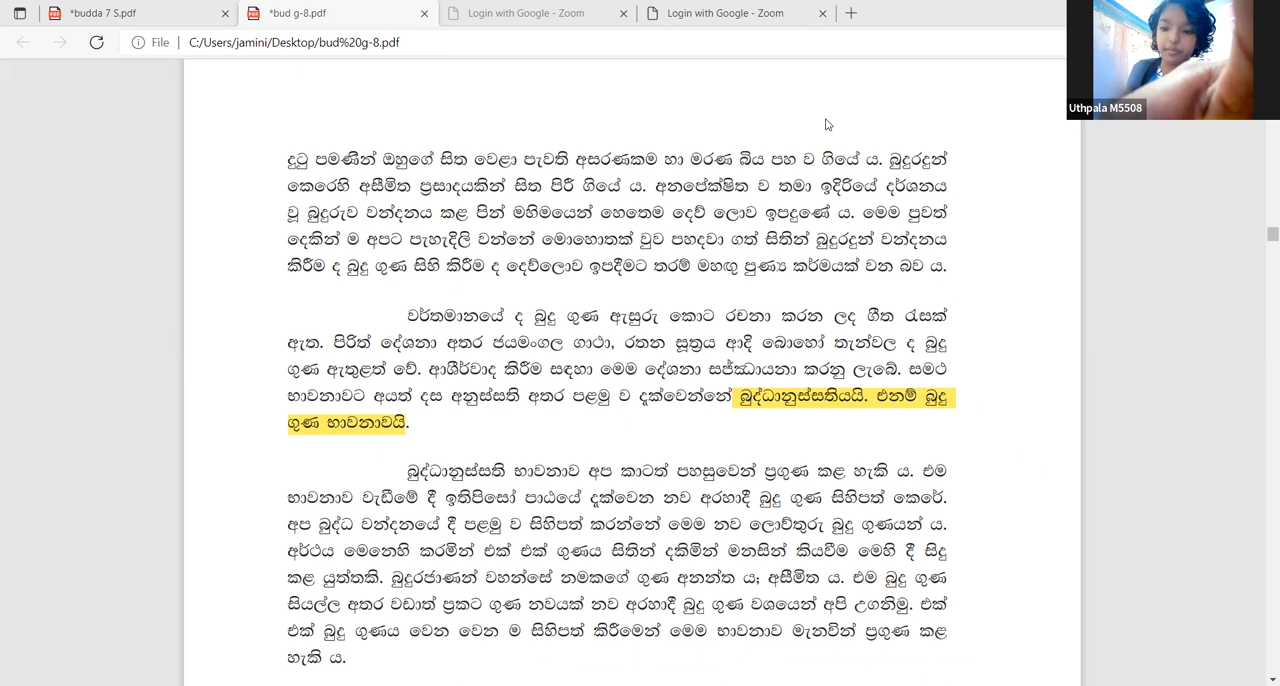 *budda 7 S.pdf
*bud g-8.pdf
Login with Google - Zoom
Login with Google - Zoom
File
C:/Users/jamini/Desktop/bud%20g-8.pdf
Uthpala M5508
දුටු පමණින් ඔහුගේ සිත වෙළා පැවති අසරණකම හා මරණ බිය පහ ව ගියේ ය. බුදුරදුන්
කෙරෙහි අසීමිත ප්‍රසාදයකින් සිත පිරී ගියේ ය. අනපේක්ෂිත ව තමා ඉදිරියේ දර්ශනය
වූ බුදුරුව වන්දනය කළ පින් මහිමයෙන් හෙතෙම දෙව් ලොව ඉපදුණේ ය. මෙම පුවත්
දෙකින් ම අපට පැහැදිලි වන්නේ මොහොතක් වුව පහදවා ගත් සිතින් බුදුරදුන් වන්දනය
කිරීම ද බුදු ගුණ සිහි කිරීම ද දෙව්ලොව ඉපදීමට තරම් මහඟු පුණ්‍ය කර්මයක් වන බව ය.
වර්තමානයේ ද බුදු ගුණ ඇසුරු කොට රචනා කරන ලද ගීත රැසක්
ඇත. පිරිත් දේශනා අතර ජයමංගල ගාථා, රතන සූත්‍රය ආදි බොහෝ තැන්වල ද බුදු
ගුණ ඇතුළත් වේ. ආශීර්වාද කිරීම සඳහා මෙම දේශනා සජ්ඣායනා කරනු ලැබේ. සමථ
භාවනාවට අයත් දස අනුස්සති අතර පළමු ව දැක්වෙන්නේ බුද්ධානුස්සතියයි. එනම් බුදු
ගුණ භාවනාවයි.
බුද්ධානුස්සති භාවනාව අප කාටත් පහසුවෙන් ප්‍රගුණ කළ හැකි ය. එම
භාවනාව වැඩීමේ දී ඉතිපිසෝ පාඨයේ දැක්වෙන නව අරහාදී බුදු ගුණ සිහිපත් කෙරේ.
අප බුද්ධ වන්දනයේ දී පළමු ව සිහිපත් කරන්නේ මෙම නව ලොව්තුරු බුදු ගුණයන් ය.
අර්ථය මෙනෙහි කරමින් එක් එක් ගුණය සිතින් දකිමින් මනසින් කියවීම මෙහි දී සිදු
කළ යුත්තකි. බුදුරජාණන් වහන්සේ නමකගේ ගුණ අනන්ත ය; අසීමිත ය. එම බුදු ගුණ
සියල්ල අතර වඩාත් ප්‍රකට ගුණ නවයක් නව අරහාදී බුදු ගුණ වශයෙන් අපි උගනිමු. එක්
එක් බුදු ගුණය වෙන වෙන ම සිහිපත් කිරීමෙන් මෙම භාවනාව මැනවින් ප්‍රගුණ කළ
හැකි ය.